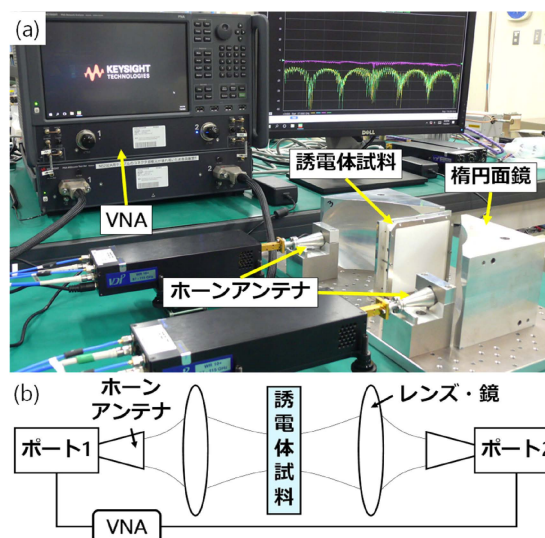 (a)
KEYSIGHT
TECHNOLOGIES
DELL
誘電体試料
楕円面鏡
VNA
ホーンアンテナ
VDI
(b)
ホーン
アンテナ
誘電体試料
レンズ・鏡
ポート1
ポート2
VNA